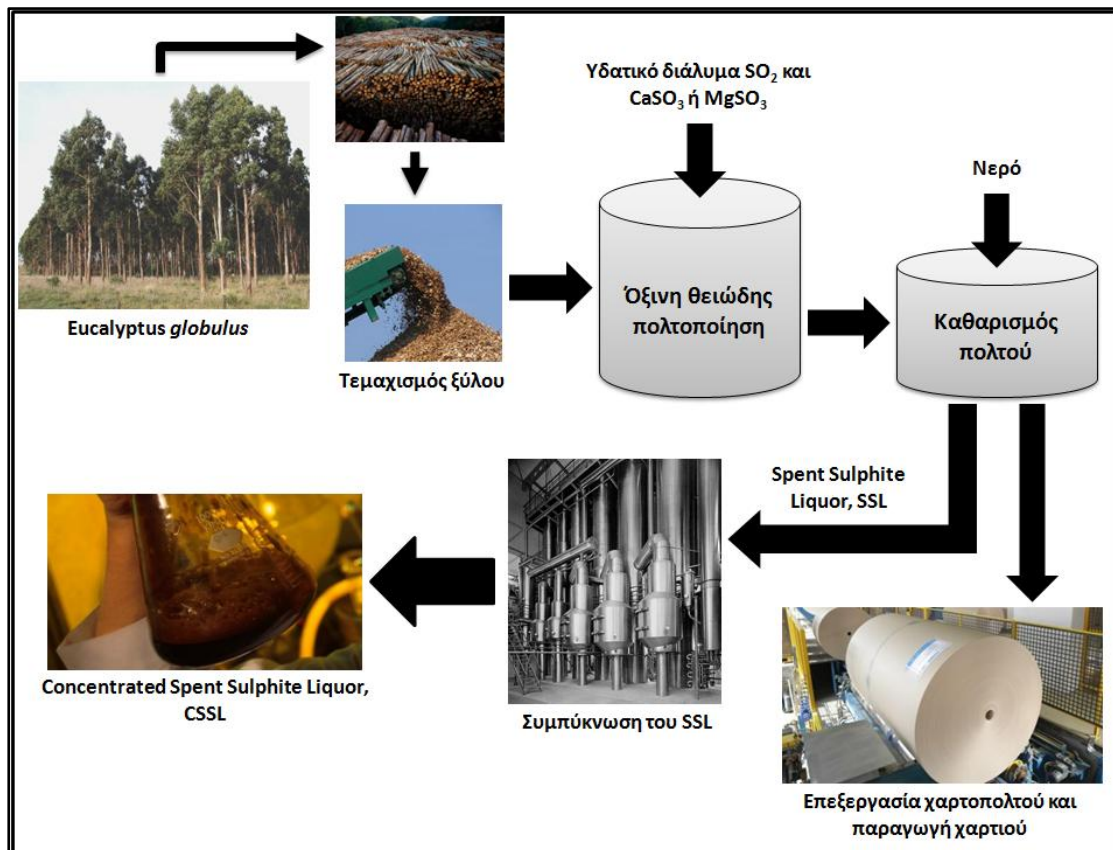 Eucalyptus globulus
Τεμαχισμός ξύλου
Υδατικό διάλυμα SO₂ και
CaSO₃ ή MgSO₃
Όξινη θειώδης
πολτοποίηση
Νερό
Καθαρισμός
πολτού
Spent Sulphite
Liquor, SSL
Συμπύκνωση του SSL
Concentrated Spent Sulphite Liquor,
CSSL
Επεξεργασία χαρτοπολτού και
παραγωγή χαρτιού